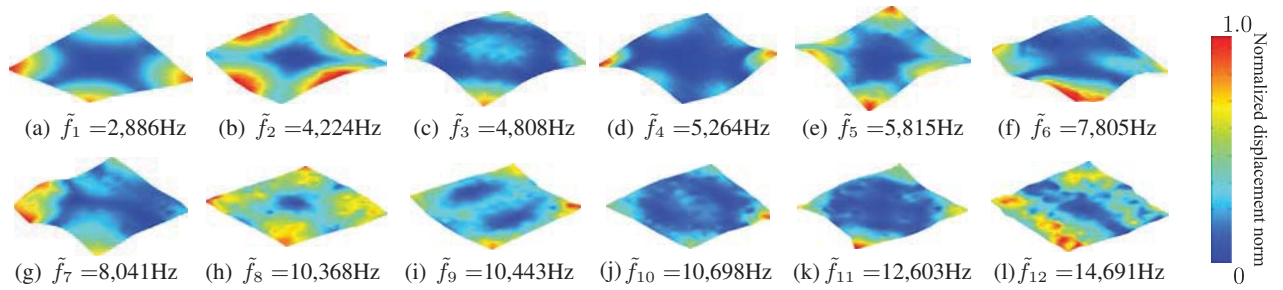 (a) f̃₁ =2,886Hz
(b) f̃₂ =4,224Hz
(c) f̃₃ =4,808Hz
(d) f̃₄ =5,264Hz
(e) f̃₅ =5,815Hz
(f) f̃₆ =7,805Hz
(g) f̃₇ =8,041Hz
(h) f̃₈ =10,368Hz
(i) f̃₉ =10,443Hz
(j) f̃₁₀ =10,698Hz
(k) f̃₁₁ =12,603Hz
(l) f̃₁₂ =14,691Hz
1.0
Normalized displacement norm
0